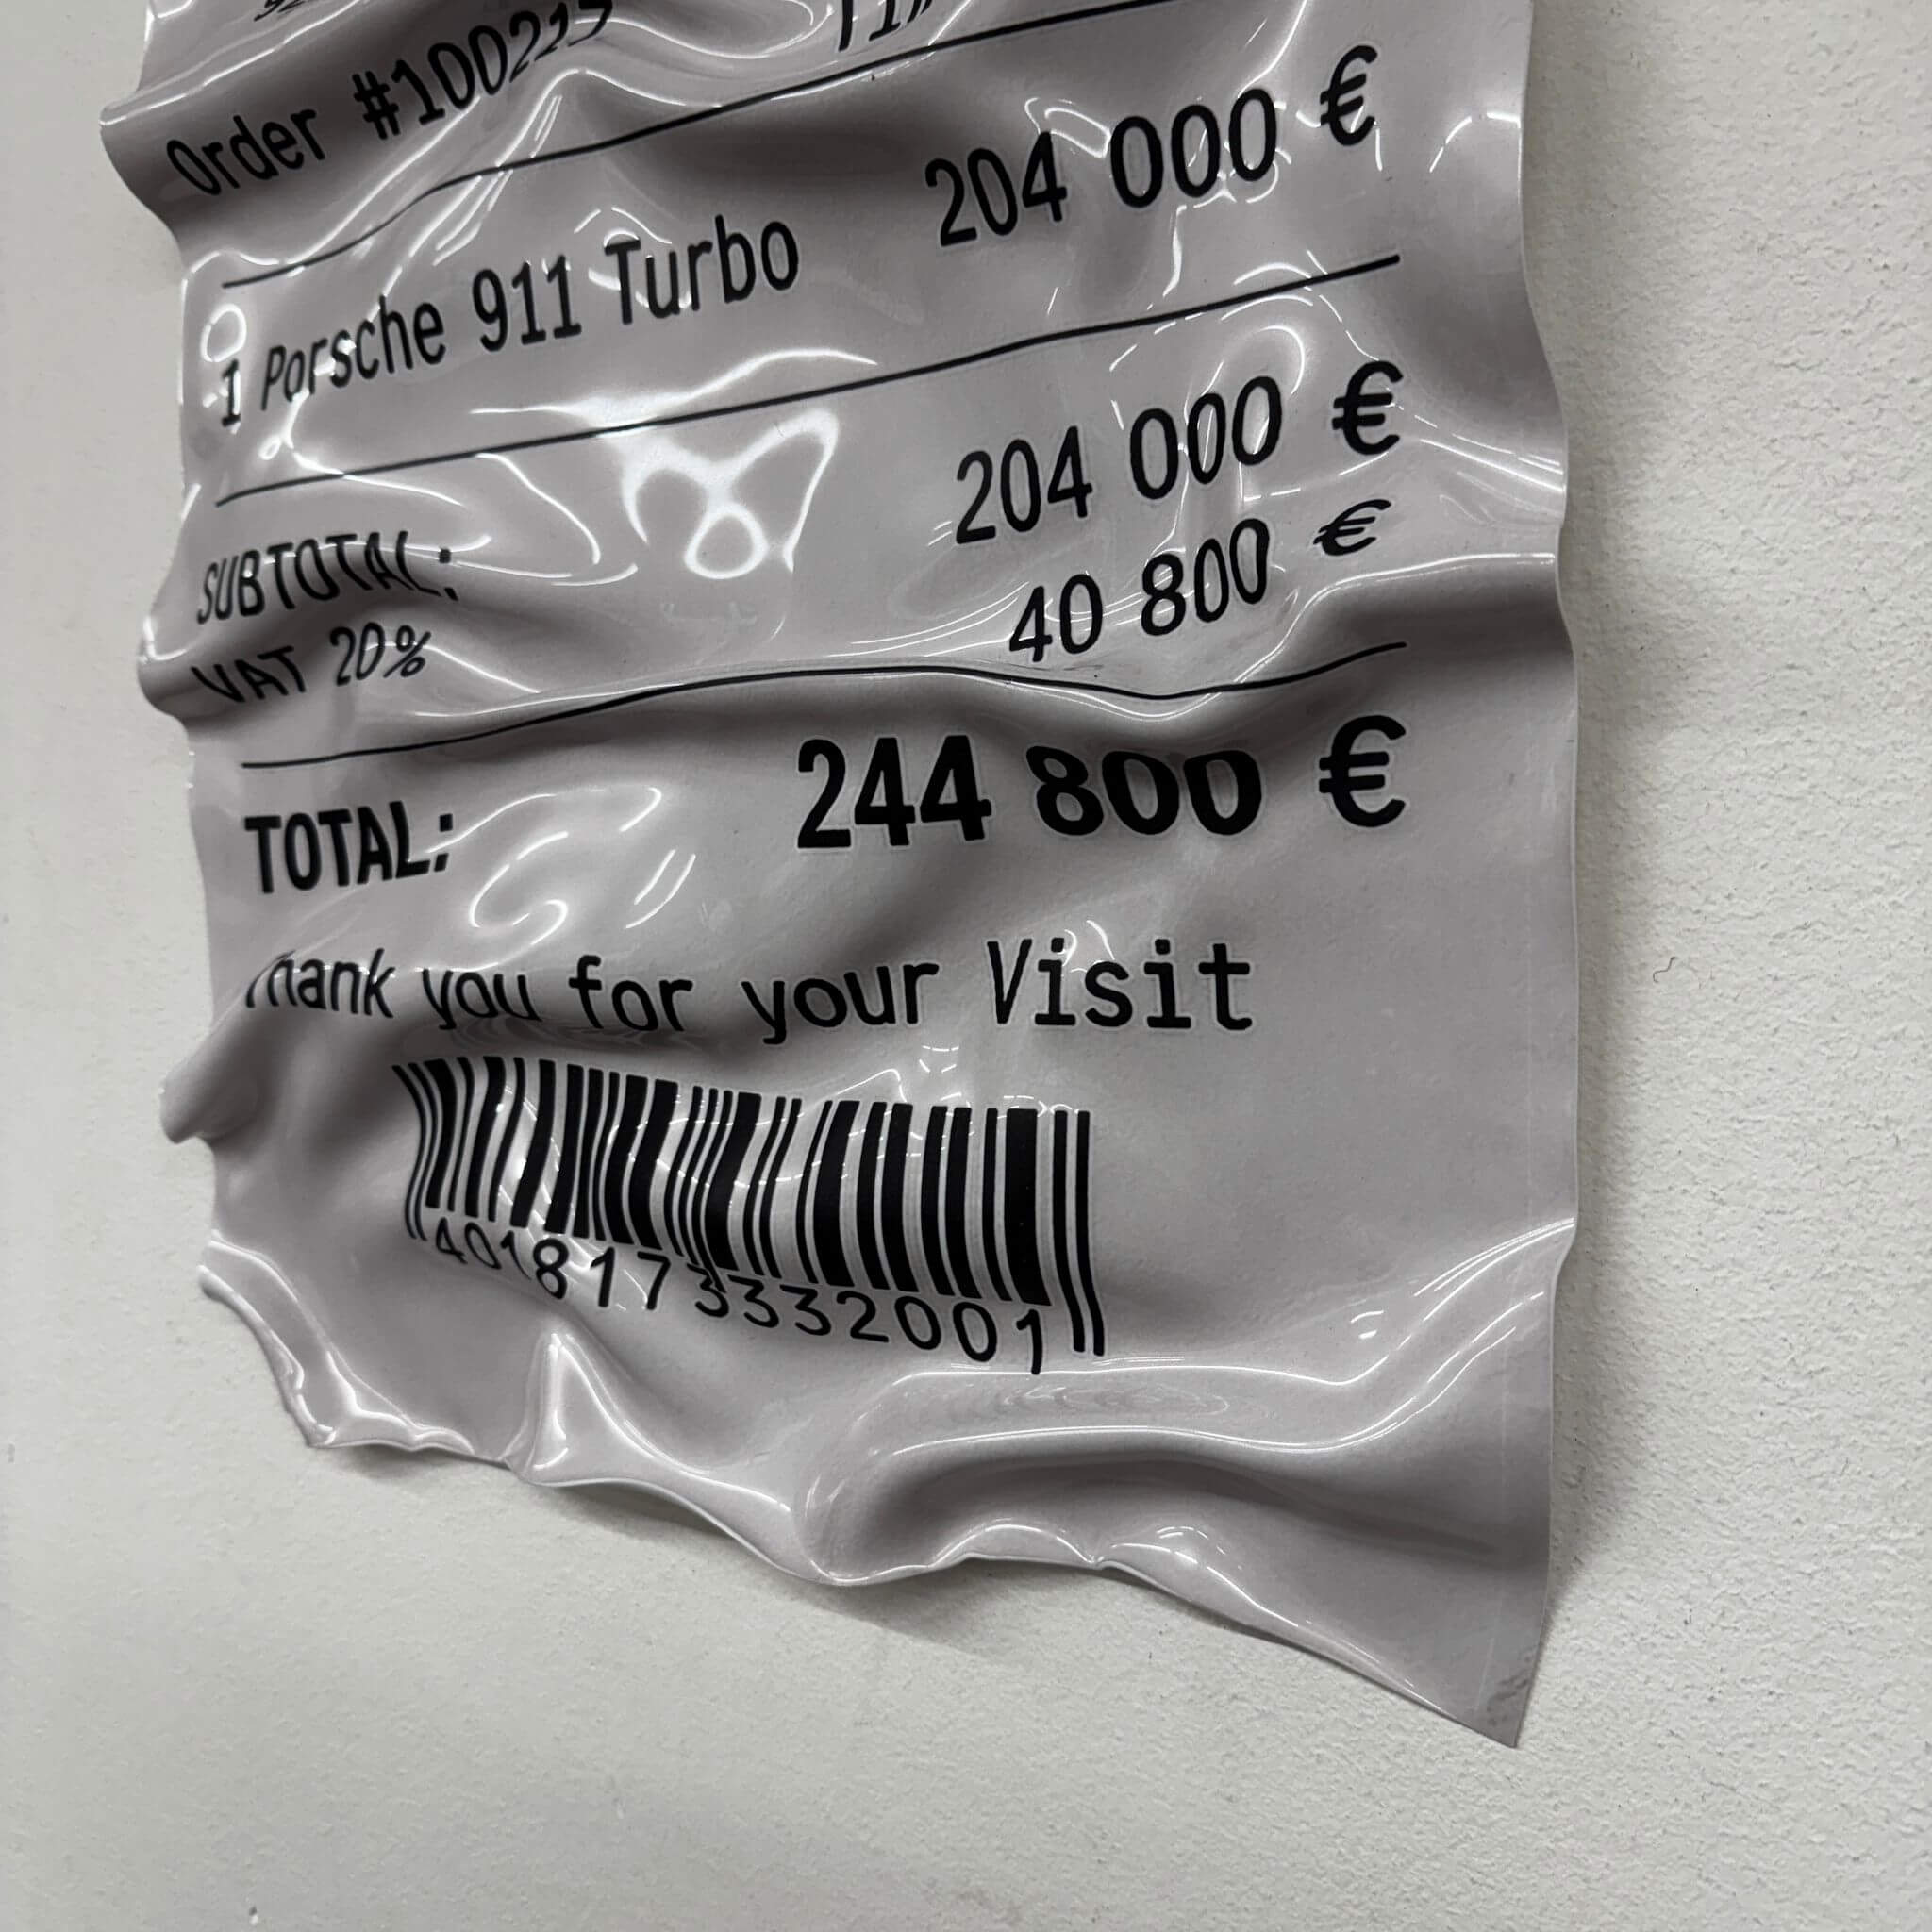 Order #100215
1 Porsche 911 Turbo 204 000 €
SUBTOTAL: 204 000 €
VAT 20% 40 800 €
TOTAL: 244 800 €
Thank you for your Visit
4018173332001